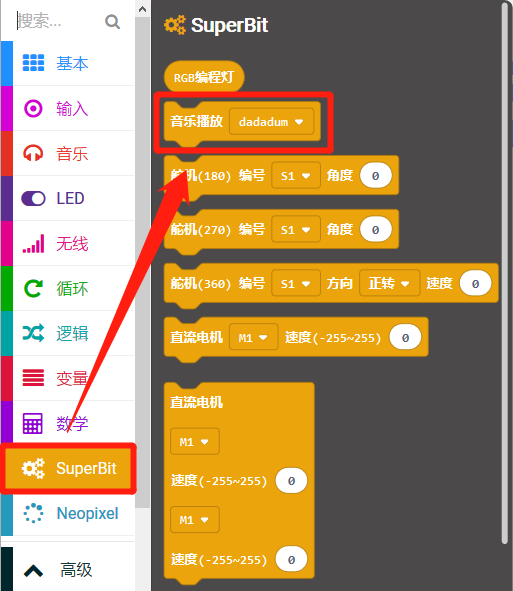 搜索...
基本
输入
音乐
LED
无线
循环
逻辑
变量
数学
SuperBit
Neopixel
高级
SuperBit
RGB编程灯
音乐播放 dadadum
舵机(180) 编号 S1 角度 0
舵机(270) 编号 S1 角度 0
舵机(360) 编号 S1 方向 正转 速度 0
直流电机 M1 速度(-255~255) 0
直流电机
M1
速度(-255~255) 0
M1
速度(-255~255) 0